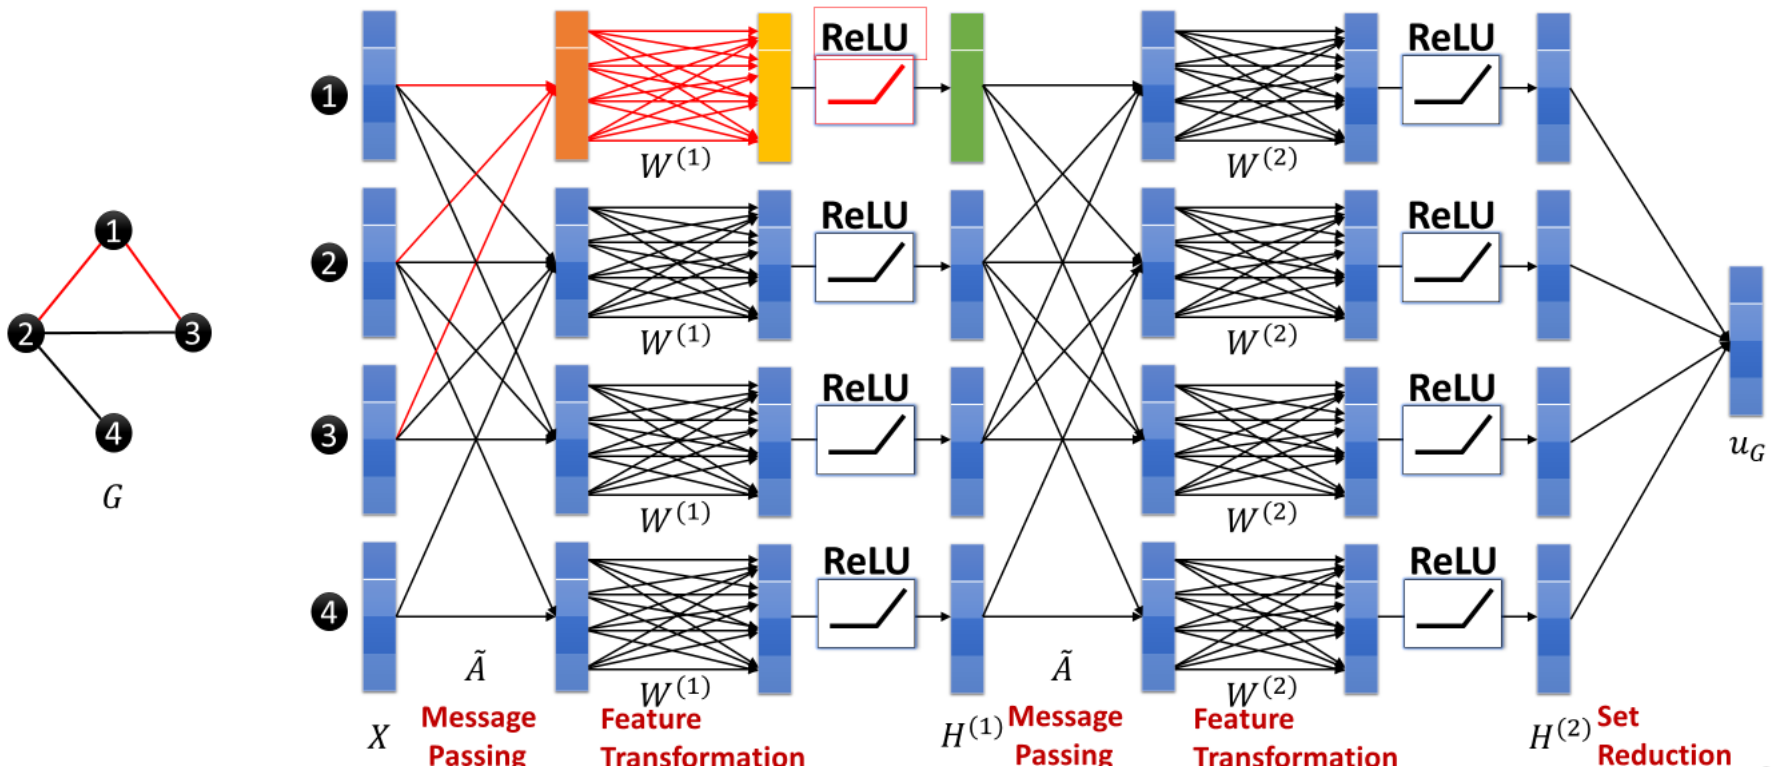 ReLU
ReLU
1
W^(1)
W^(2)
ReLU
ReLU
2
W^(1)
W^(2)
1
2
3
4
G
ReLU
ReLU
3
W^(1)
W^(2)
u_G
ReLU
ReLU
4
Ã
W^(1)
Ã
W^(2)
X
Message
Passing
Feature
Transformation
H^(1)
Message
Passing
Feature
Transformation
H^(2)
Set
Reduction